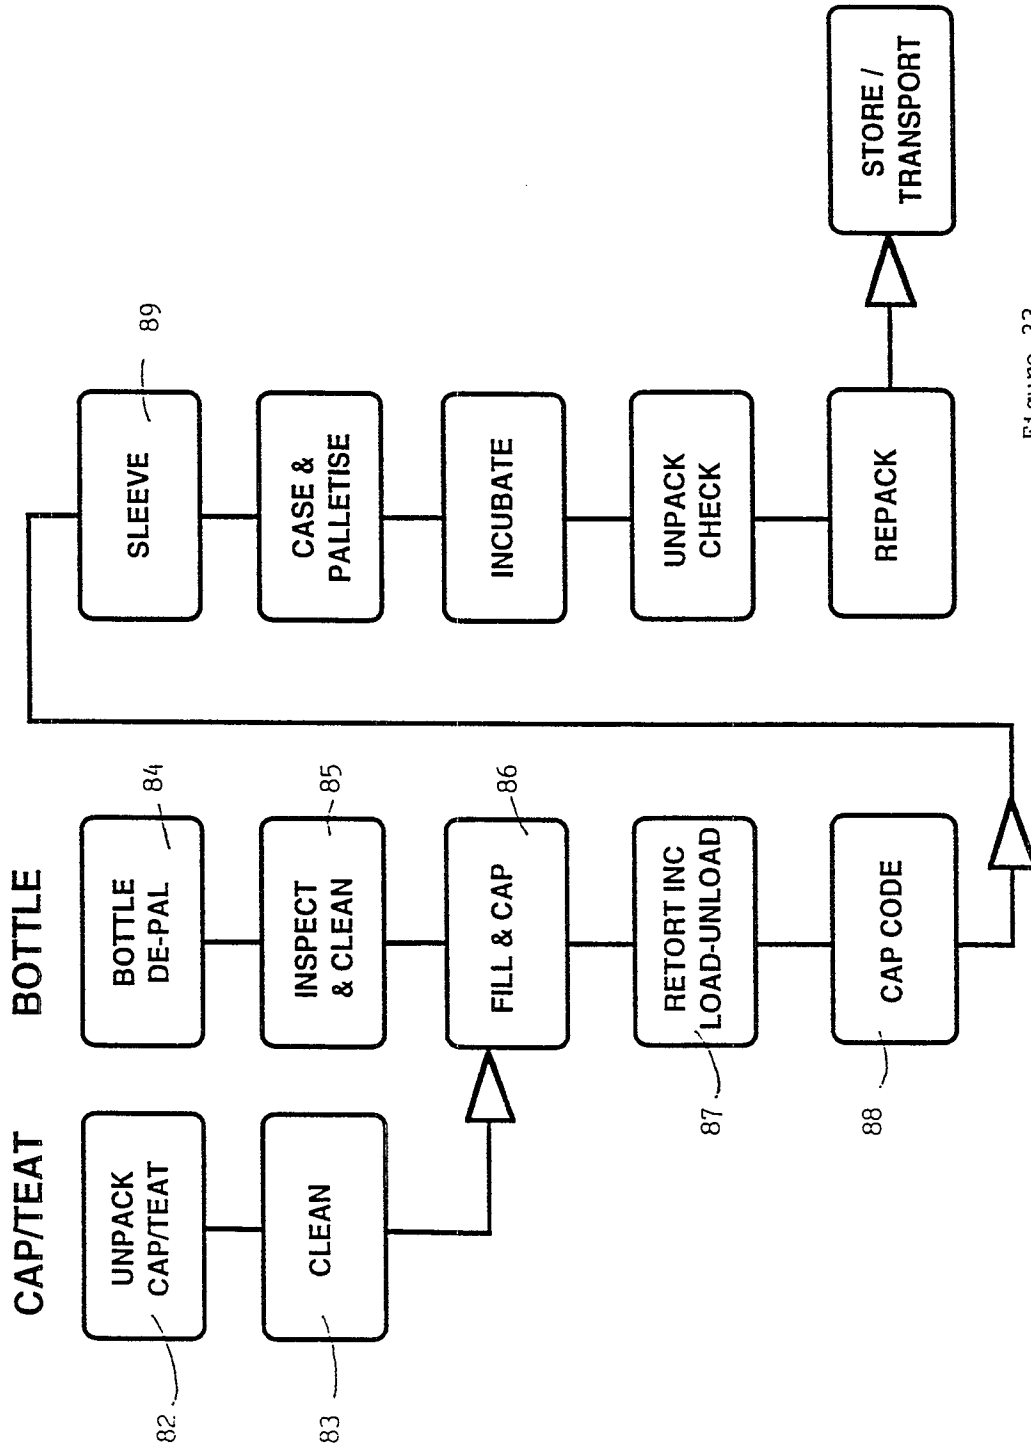 CAP/TEAT
UNPACK
CAP/TEAT
82
CLEAN
83
BOTTLE
BOTTLE
DE-PAL
84
INSPECT
& CLEAN
85
FILL & CAP
86
RETORT INC
LOAD-UNLOAD
87
CAP CODE
88
SLEEVE
89
CASE &
PALLETISE
INCUBATE
UNPACK
CHECK
REPACK
STORE /
TRANSPORT